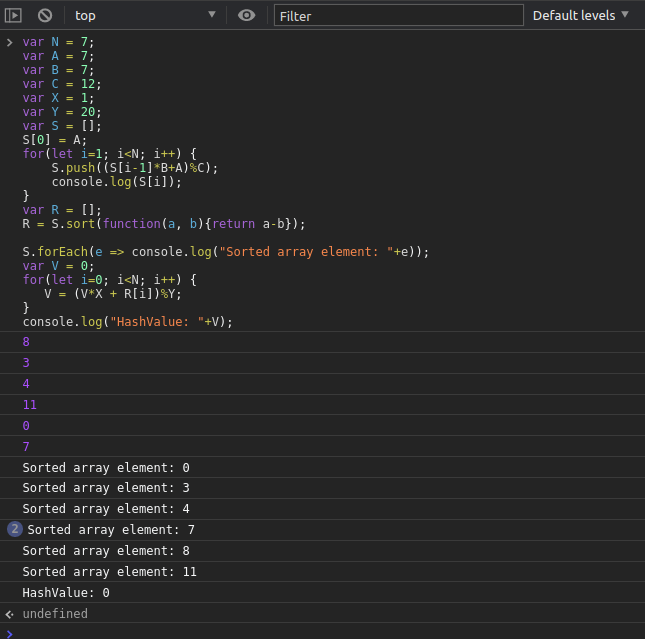 top
Filter
Default levels
var N = 7;
var A = 7;
var B = 7;
var C = 12;
var X = 1;
var Y = 20;
var S = [];
S[0] = A;
for(let i=1; i<N; i++) {
    S.push((S[i-1]*B+A)%C);
    console.log(S[i]);
}
var R = [];
R = S.sort(function(a, b){return a-b});
S.forEach(e => console.log("Sorted array element: "+e));
var V = 0;
for(let i=0; i<N; i++) {
   V = (V*X + R[i])%Y;
}
console.log("HashValue: "+V);
8
3
4
11
0
7
Sorted array element: 0
Sorted array element: 3
Sorted array element: 4
2 Sorted array element: 7
Sorted array element: 8
Sorted array element: 11
HashValue: 0
undefined